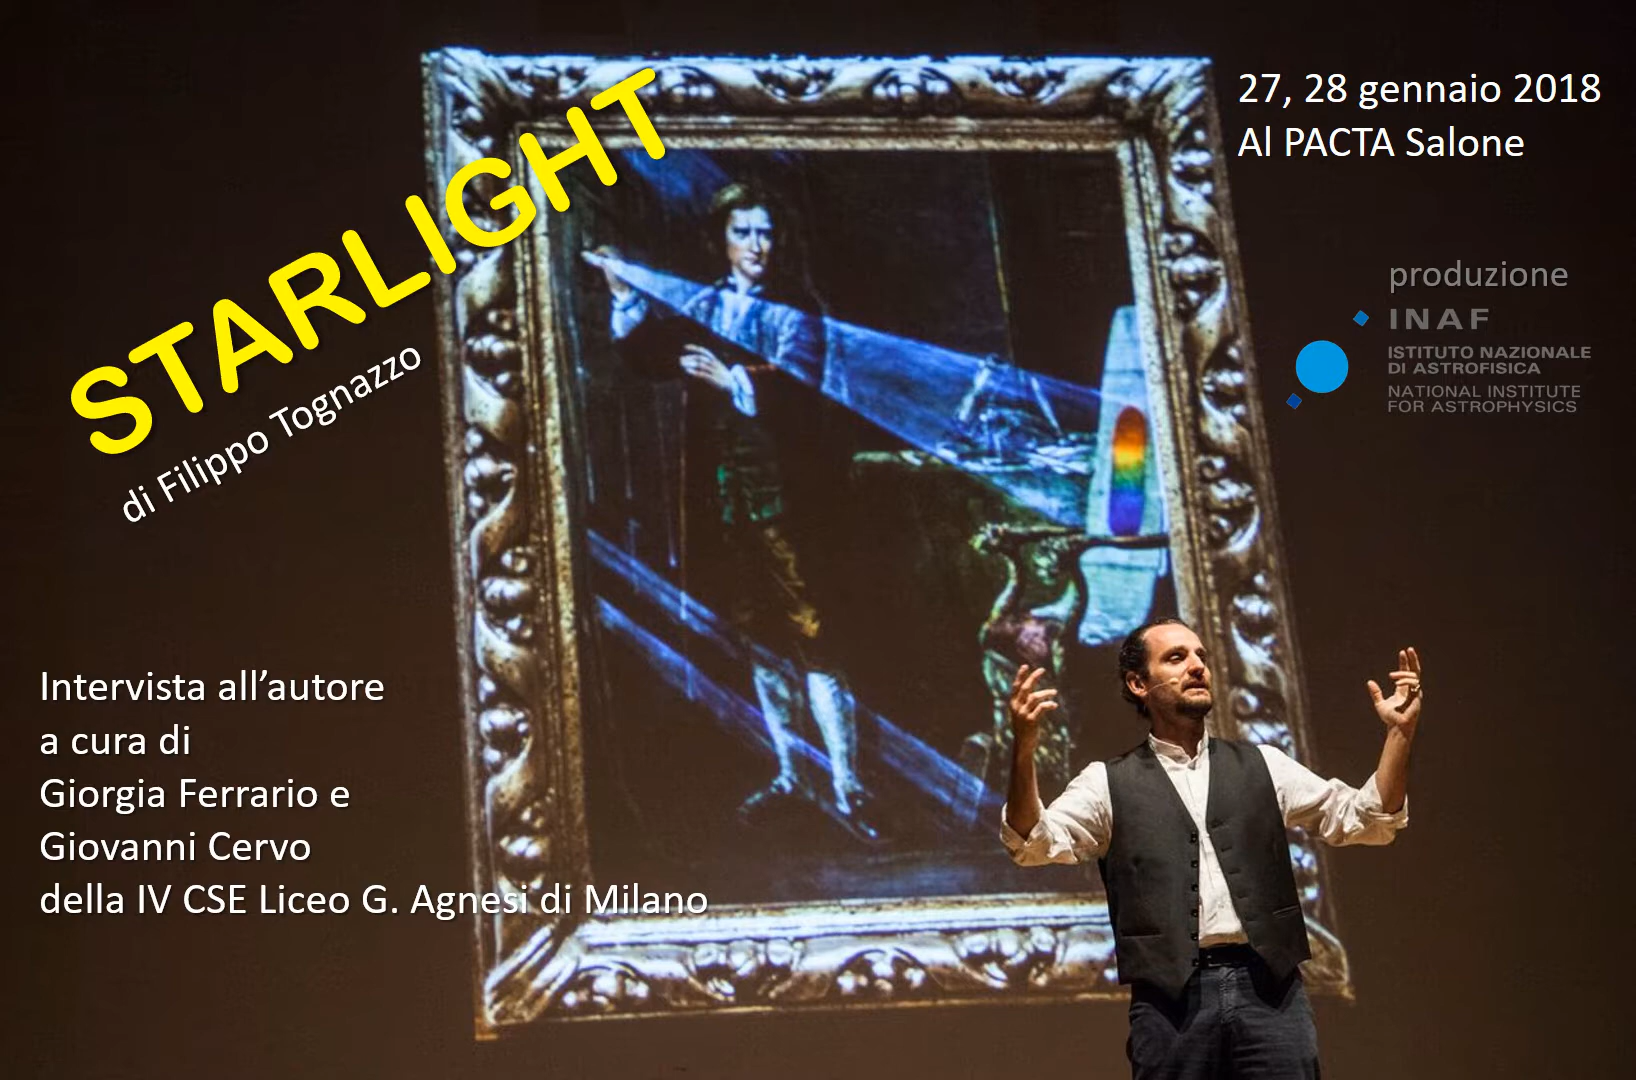 STARLIGHT
di Filippo Tognazzo
27, 28 gennaio 2018
Al PACTA Salone
produzione
INAF
ISTITUTO NAZIONALE
DI ASTROFISICA
NATIONAL INSTITUTE
FOR ASTROPHYSICS
Intervista all’autore
a cura di
Giorgia Ferrario e
Giovanni Cervo
della IV CSE Liceo G. Agnesi di Milano